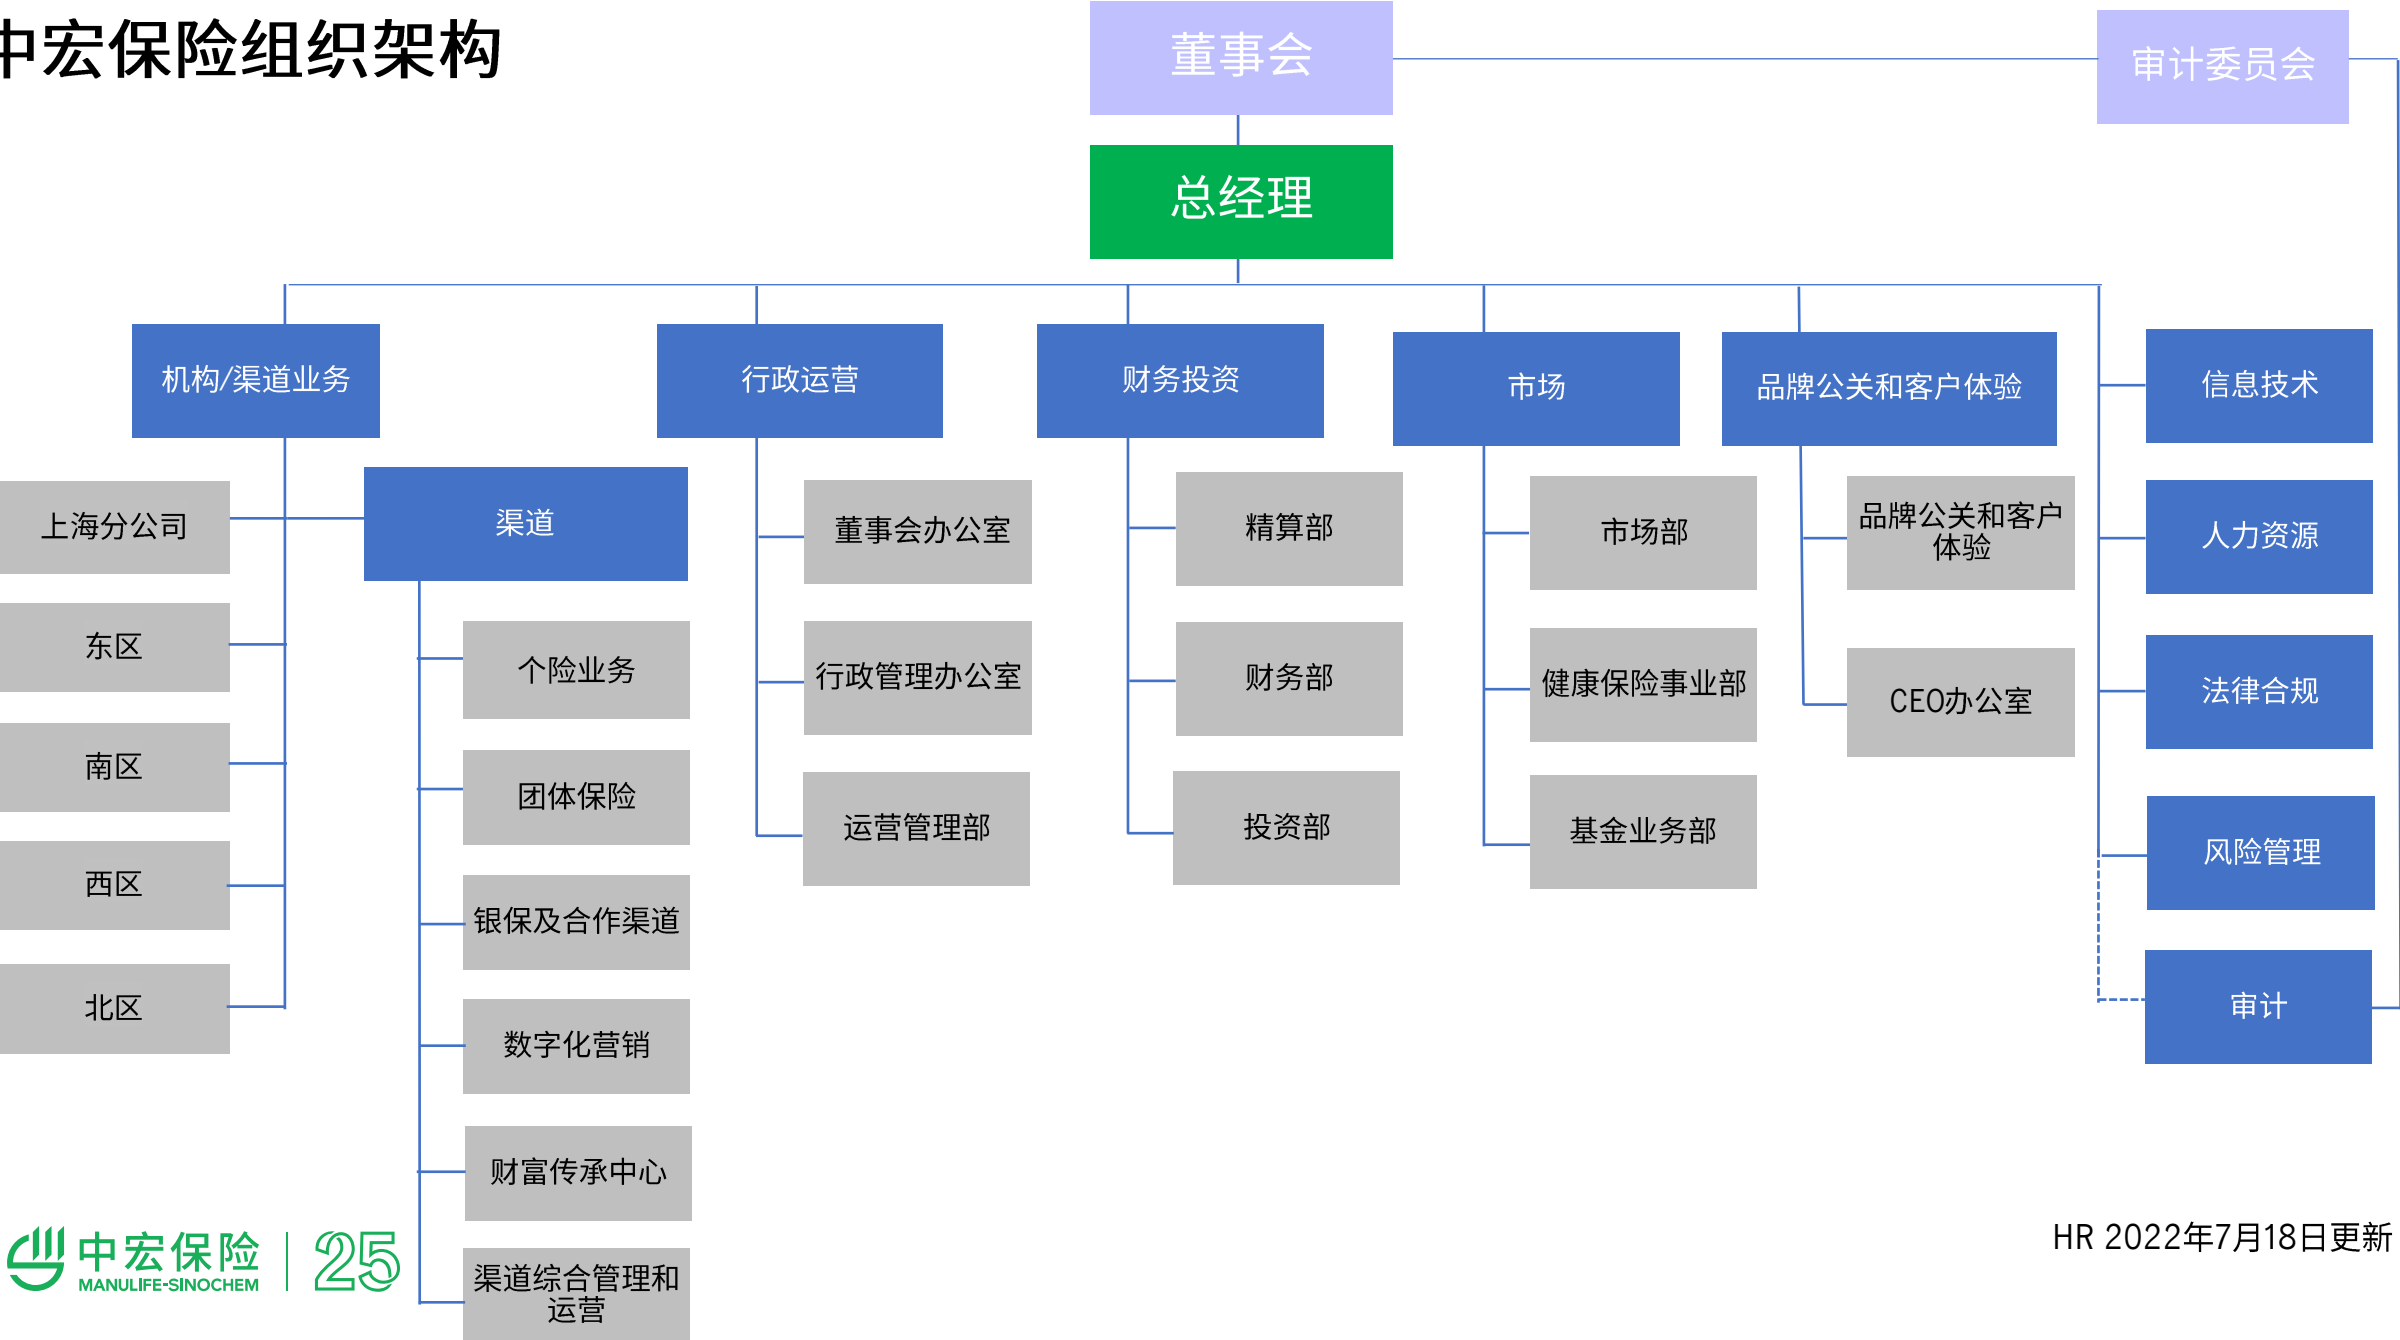 中宏保险组织架构
董事会
审计委员会
总经理
机构/渠道业务
行政运营
财务投资
市场
品牌公关和客户体验
信息技术
上海分公司
渠道
董事会办公室
精算部
市场部
品牌公关和客户
体验
人力资源
东区
个险业务
行政管理办公室
财务部
健康保险事业部
CEO办公室
法律合规
南区
团体保险
运营管理部
投资部
基金业务部
风险管理
西区
银保及合作渠道
北区
数字化营销
审计
财富传承中心
渠道综合管理和
运营
中宏保险
MANULIFE-SINOCHEM
25
HR 2022年7月18日更新